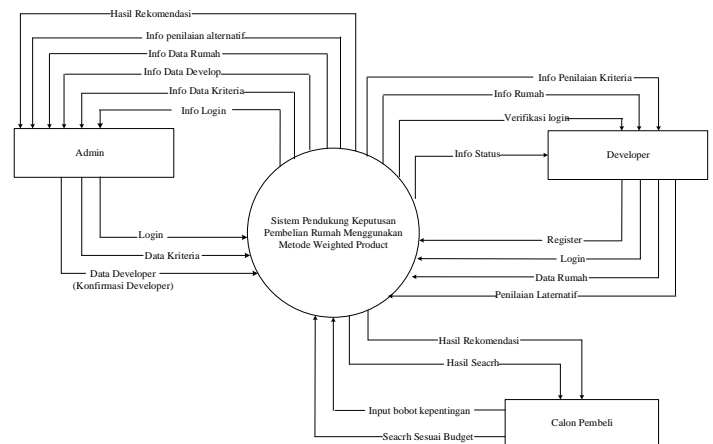 Hasil Rekomendasi
Info penilaian alternatif
Info Data Rumah
Info Data Develop
Info Data Kriteria
Info Login
Admin
Login
Data Kriteria
Data Developer
(Konfirmasi Developer)
Sistem Pendukung Keputusan
Pembelian Rumah Menggunakan
Metode Weighted Product
Info Penilaian Kriteria
Info Rumah
Verifikasi login
Info Status
Developer
Register
Login
Data Rumah
Penilaian Laternatif
Hasil Rekomendasi
Hasil Seacrh
Input bobot kepentingan
Seacrh Sesuai Budget
Calon Pembeli